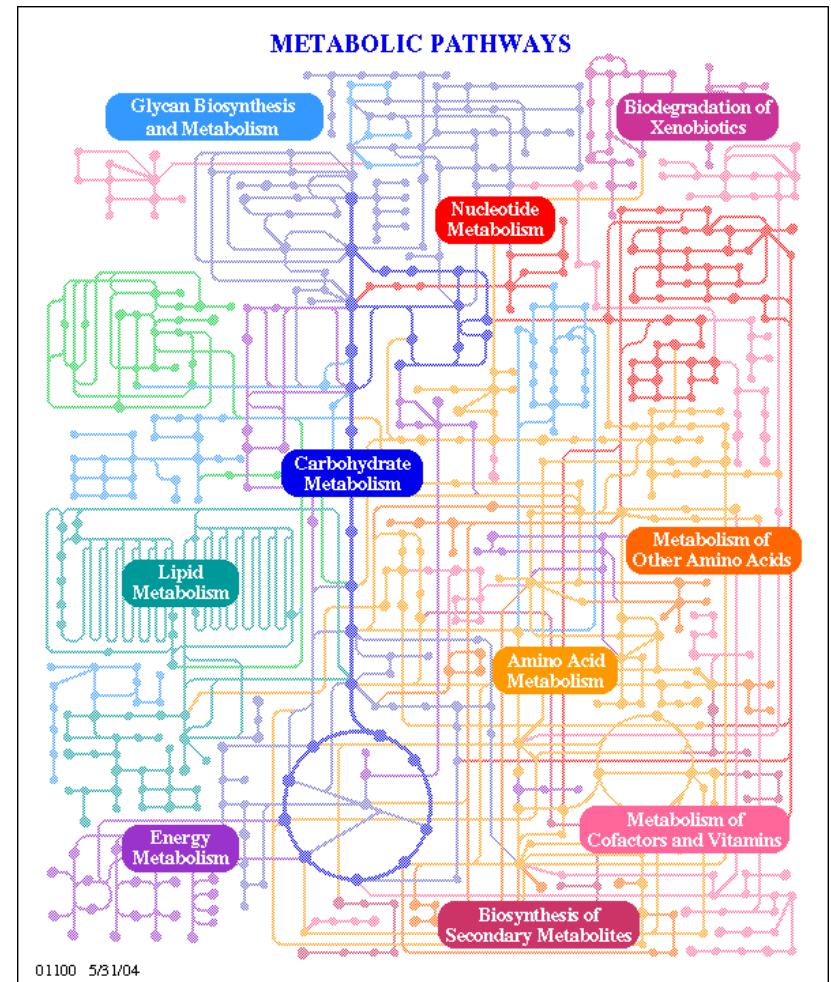 METABOLIC PATHWAYS
Glycan Biosynthesis
and Metabolism
Biodegradation of
Xenobiotics
Nucleotide
Metabolism
Carbohydrate
Metabolism
Lipid
Metabolism
Metabolism of
Other Amino Acids
Amino Acid
Metabolism
Energy
Metabolism
Metabolism of
Cofactors and Vitamins
Biosynthesis of
Secondary Metabolites
01100 5/31/04